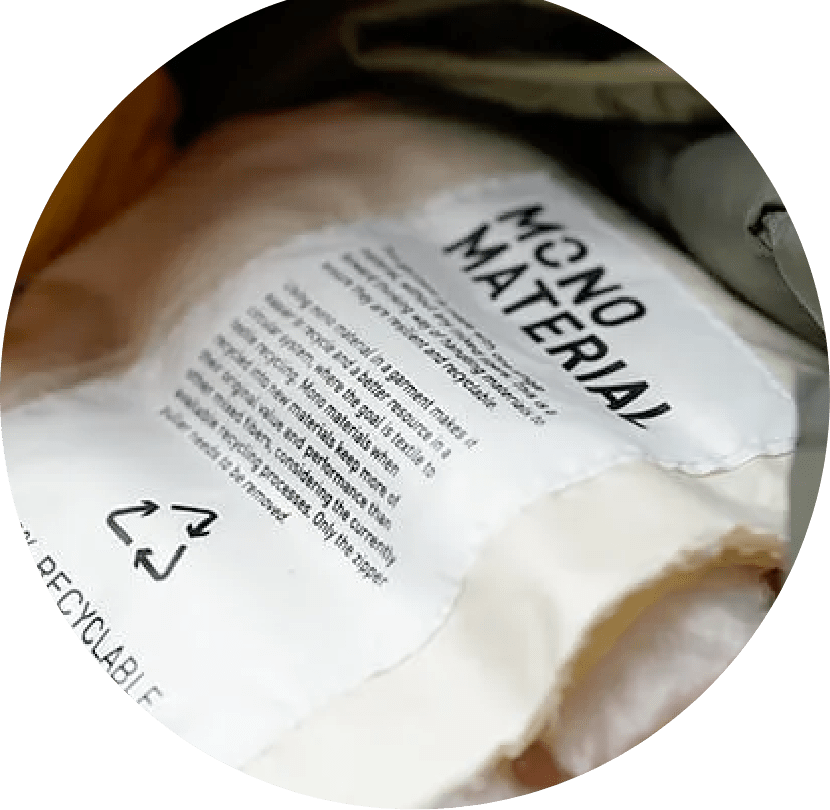 MONO
MATERIAL
ensure they are resilient and recyclable.
Using mono material in a garment makes it
easier to recycle and a better resource in a
circular system, where the goal is textile to
textile recycling. Mono materials when
recycled into new materials keep more of
their original value and performance than
other mixed fibers, considering the currently
available recycling processes. Only the zipper
puller needs to be removed.
% RECYCLABLE